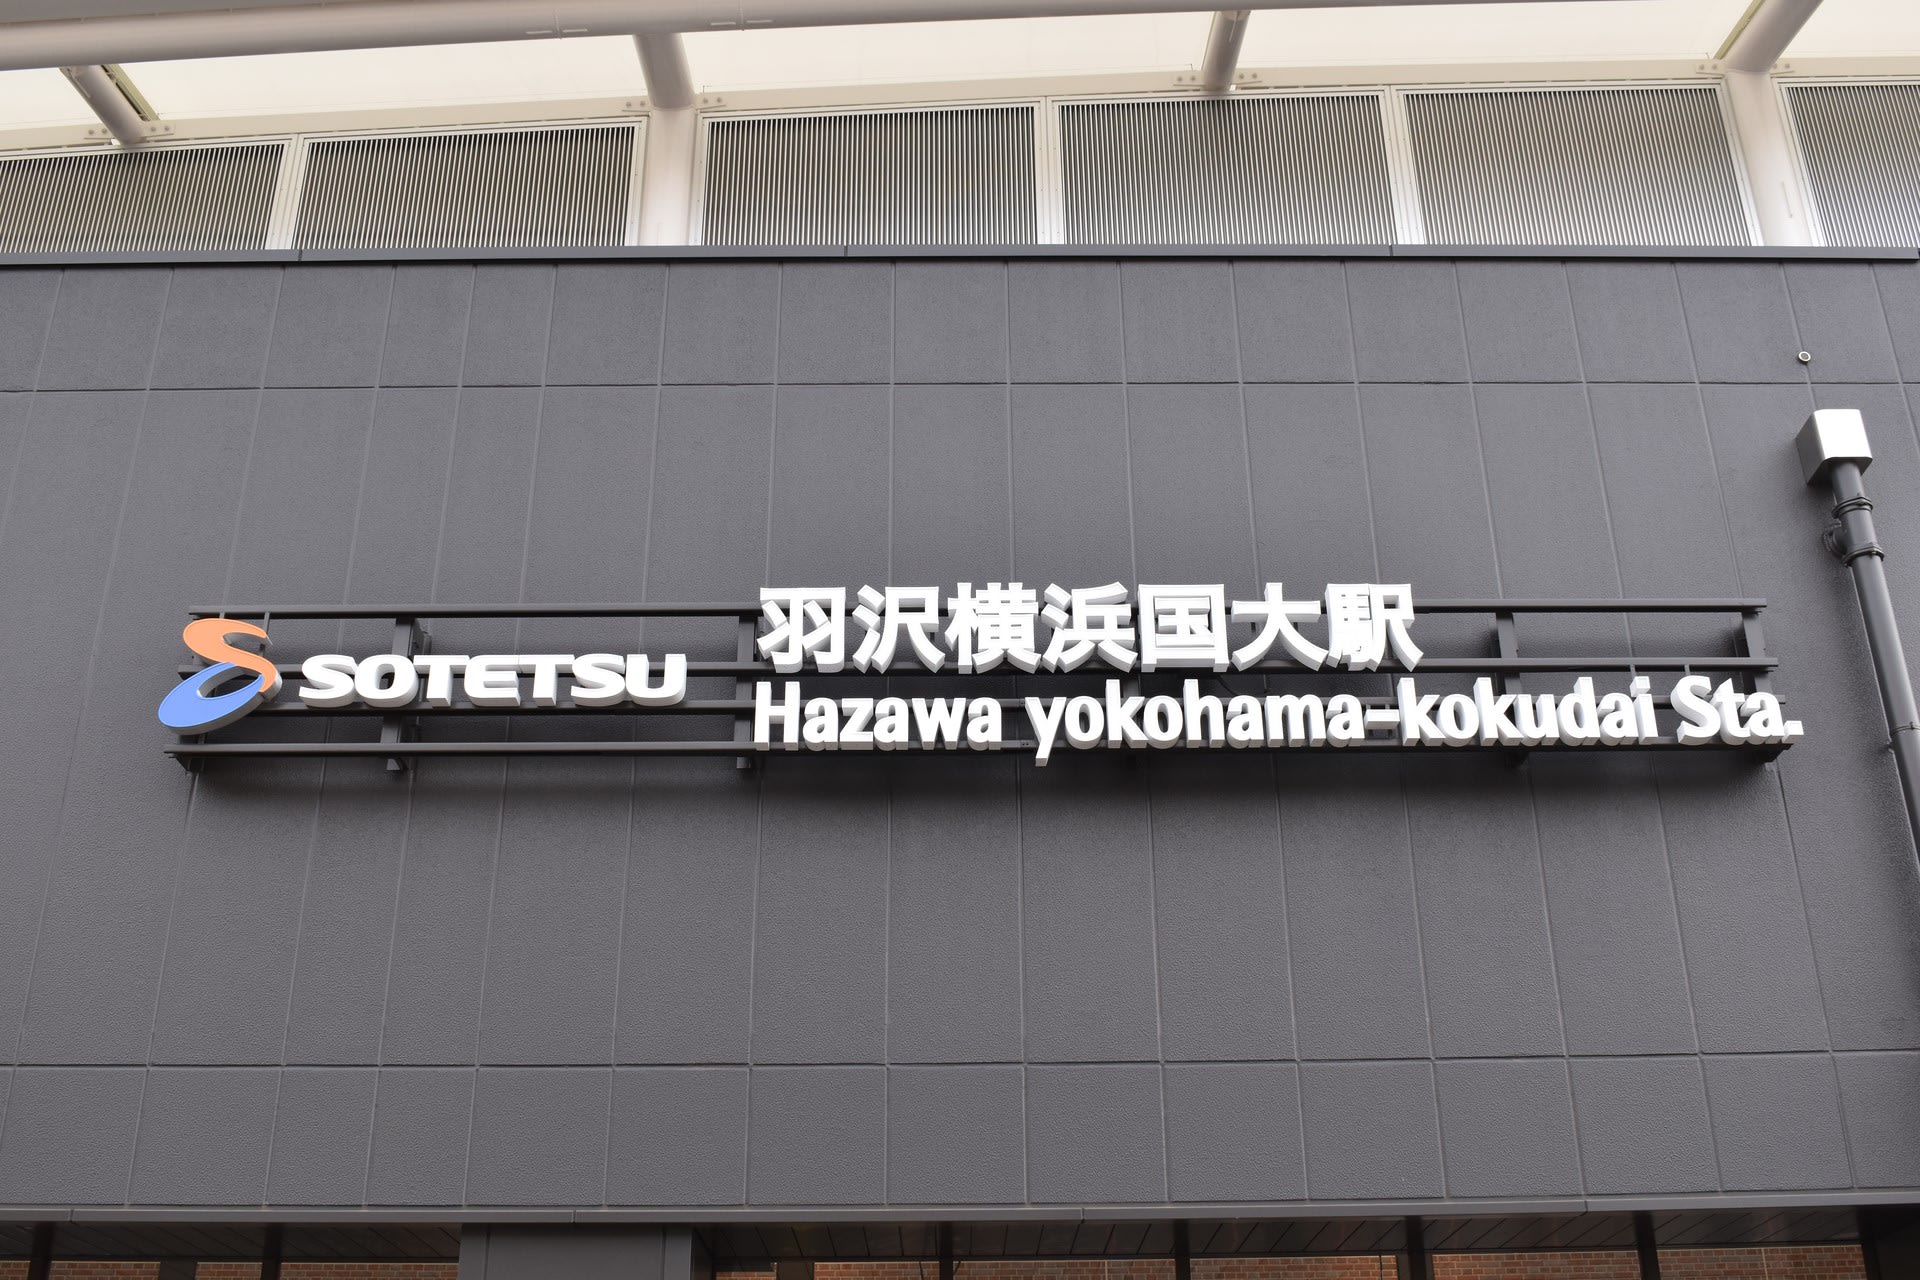 SOTETSU
羽沢横浜国大駅
Hazawa yokohama-kokudai Sta.